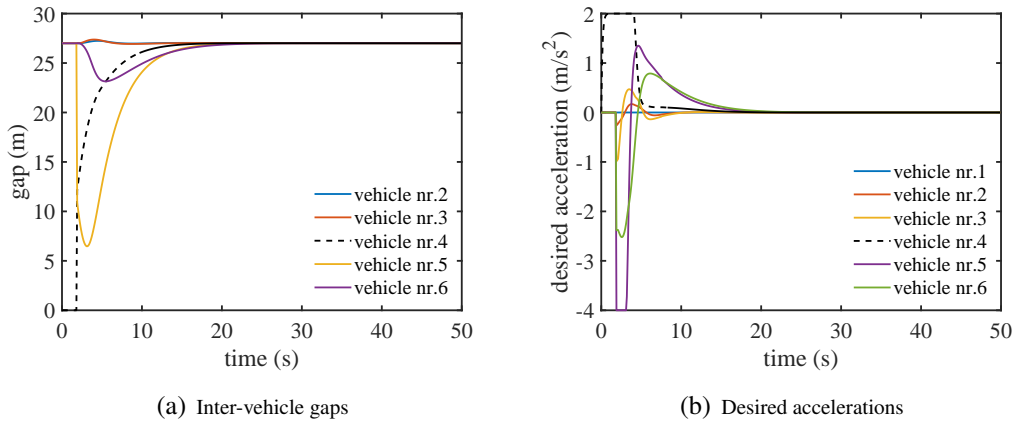 30
25
20
15
10
5
0
gap (m)
vehicle nr.2
vehicle nr.3
vehicle nr.4
vehicle nr.5
vehicle nr.6
0 10 20 30 40 50
time (s)
(a) Inter-vehicle gaps
2
1
0
-1
-2
-3
-4
desired acceleration (m/s²)
vehicle nr.1
vehicle nr.2
vehicle nr.3
vehicle nr.4
vehicle nr.5
vehicle nr.6
0 10 20 30 40 50
time (s)
(b) Desired accelerations